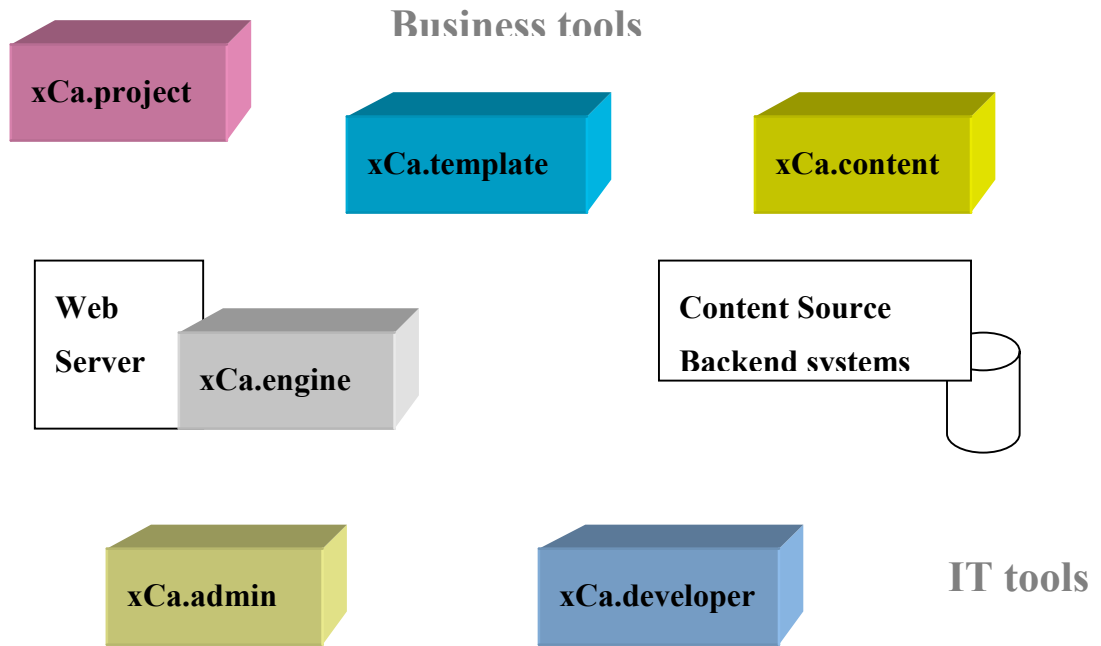 Business tools
xCa.project
xCa.template
xCa.content
Web
Server
xCa.engine
Content Source
Backend systems
xCa.admin
xCa.developer
IT tools